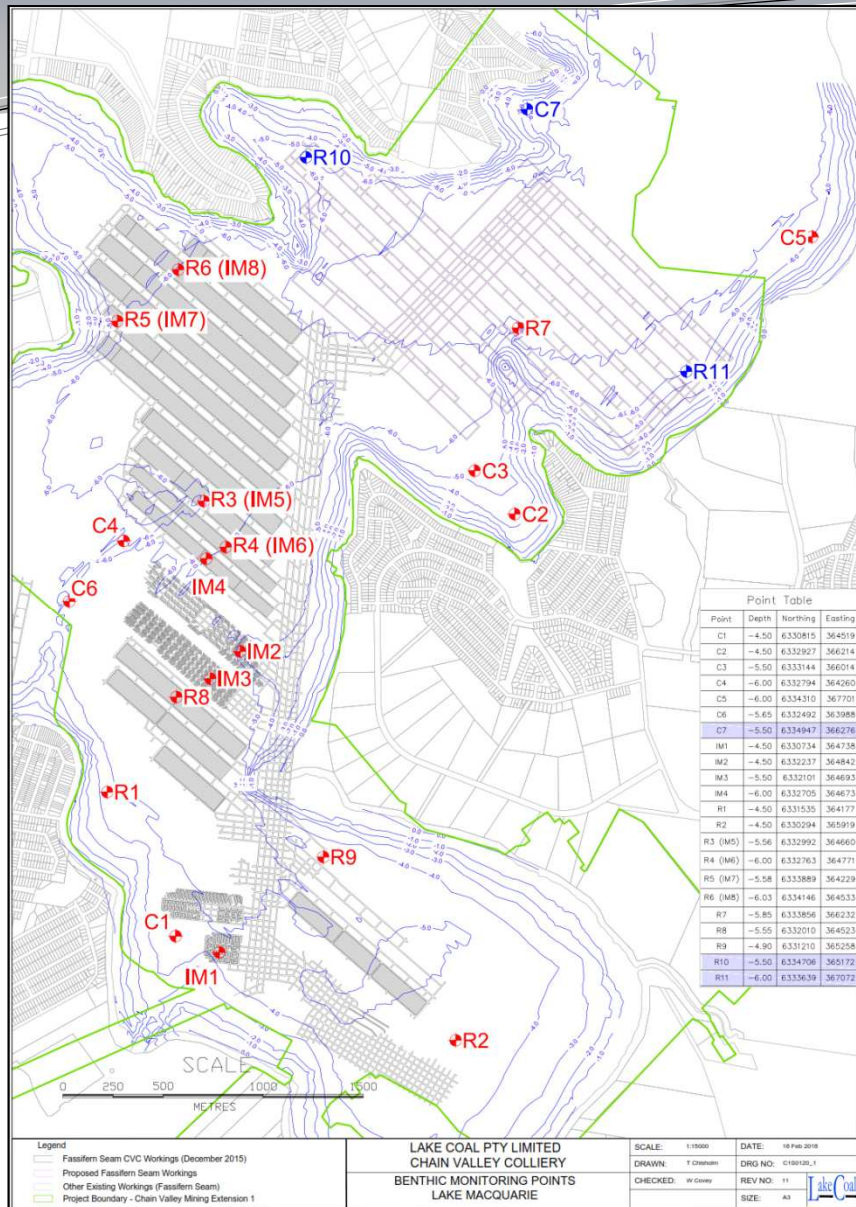 C7
R10
C5
R6 (IM8)
R5 (IM7)
R7
R11
C3
R3 (IM5)
C2
C4
R4 (IM6)
IM4
C6
IM2
IM3
R8
R1
R9
C1
IM1
R2
Point Table
Point Depth Northing Easting
C1 -4.50 6330815 364519
C2 -4.50 6332927 366214
C3 -5.50 6333144 366014
C4 -6.00 6332794 364260
C5 -6.00 6334310 367701
C6 -5.65 6332492 363988
C7 -5.50 6334947 366276
IM1 -4.50 6330734 364738
IM2 -4.50 6332237 364842
IM3 -5.50 6332101 364693
IM4 -6.00 6332705 364673
R1 -4.50 6331535 364177
R2 -4.50 6330294 365919
R3 (IM5) -5.56 6332992 364660
R4 (IM6) -6.00 6332763 364771
R5 (IM7) -5.58 6333889 364229
R6 (IM8) -6.03 6334146 364533
R7 -5.85 6333856 366232
R8 -5.55 6332010 364523
R9 -4.90 6331210 365258
R10 -5.50 6334706 365172
R11 -6.00 6333639 367072
SCALE
0 250 500 1000 1500
METRES
Legend
Fassifern Seam CVC Workings (December 2015)
Proposed Fassifern Seam Workings
Other Existing Workings (Fassifern Seam)
Project Boundary - Chain Valley Mining Extension 1
LAKE COAL PTY LIMITED
CHAIN VALLEY COLLIERY
BENTHIC MONITORING POINTS
LAKE MACQUARIE
SCALE: 1:15000 DATE: 16 Feb 2016
DRAWN: T Chisholm DRG NO: C150120_1
CHECKED: W Covey REV NO: 11
SIZE: A3
LakeCoal